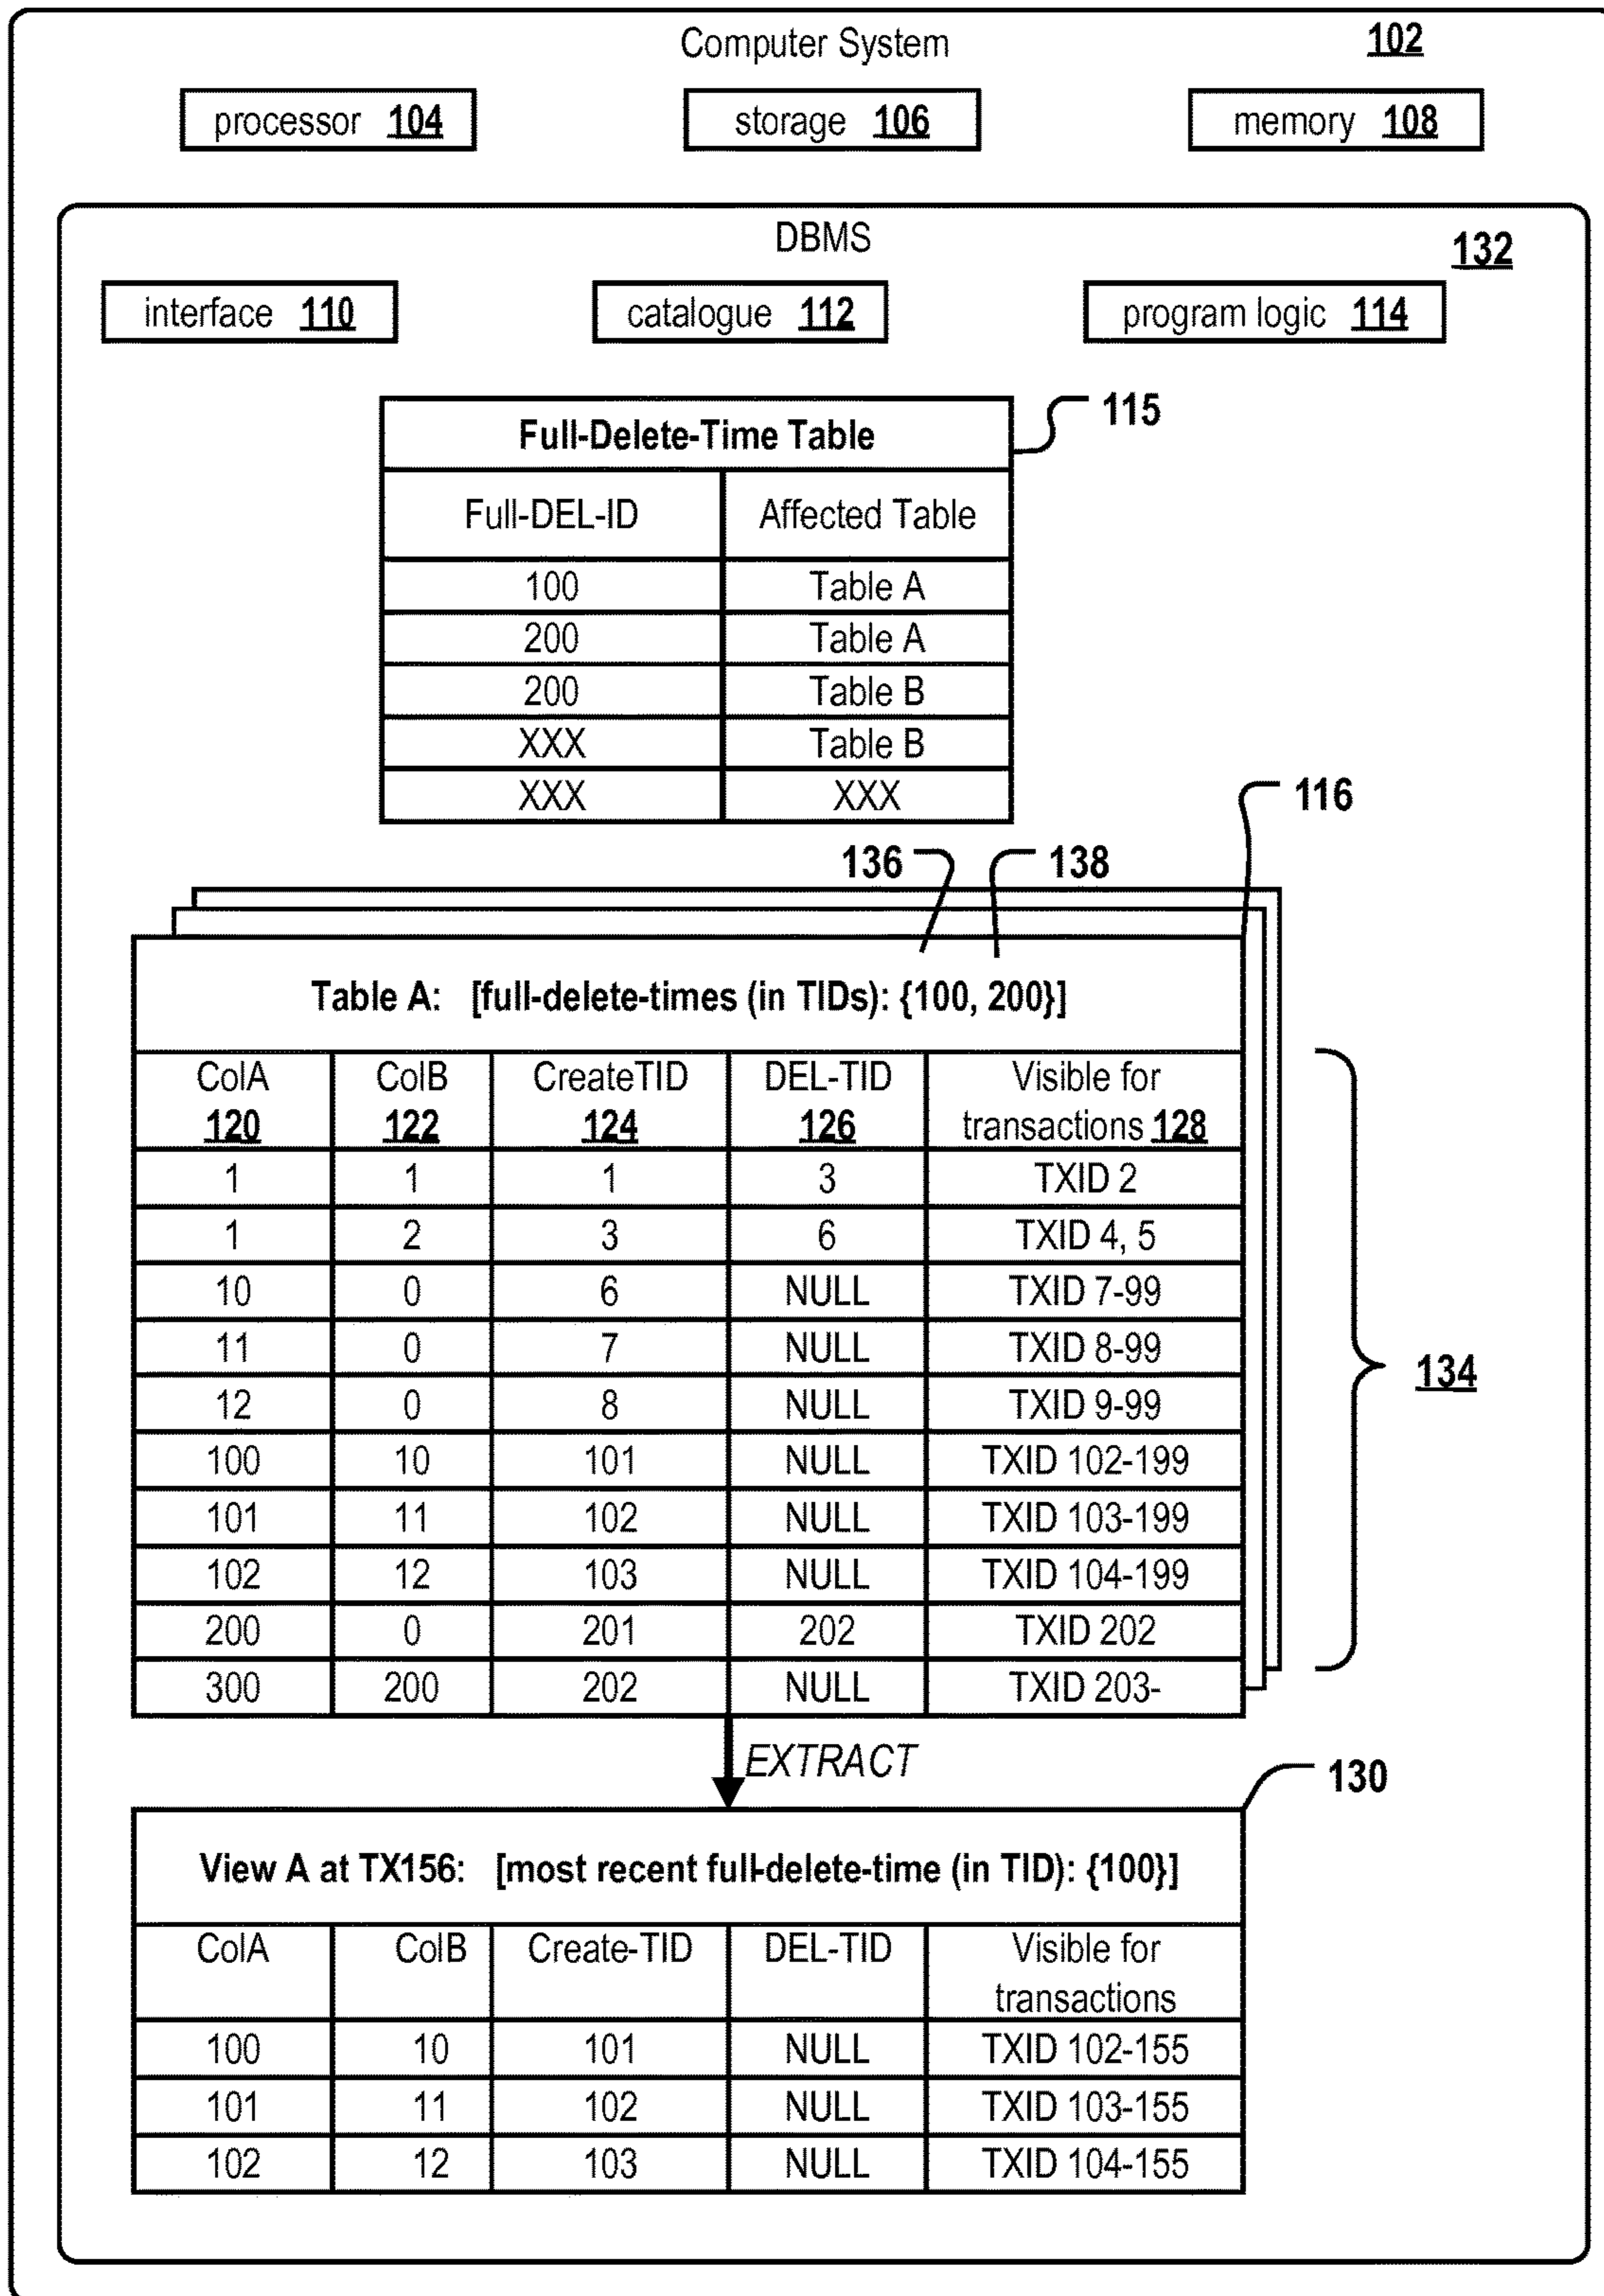 Computer System 102
processor 104 storage 106 memory 108
DBMS 132
interface 110 catalogue 112 program logic 114
115
Full-Delete-Time Table
Full-DEL-ID Affected Table
100 Table A
200 Table A
200 Table B
XXX Table B
XXX XXX
116
136 138
Table A: [full-delete-times (in TIDs): {100, 200}]
ColA ColB CreateTID DEL-TID Visible for
120 122 124 126 transactions 128
1 1 1 3 TXID 2
1 2 3 6 TXID 4, 5
10 0 6 NULL TXID 7-99
11 0 7 NULL TXID 8-99
12 0 8 NULL TXID 9-99
134
100 10 101 NULL TXID 102-199
101 11 102 NULL TXID 103-199
102 12 103 NULL TXID 104-199
200 0 201 202 TXID 202
300 200 202 NULL TXID 203-
EXTRACT
130
View A at TX156: [most recent full-delete-time (in TID): {100}]
ColA ColB Create-TID DEL-TID Visible for
transactions
100 10 101 NULL TXID 102-155
101 11 102 NULL TXID 103-155
102 12 103 NULL TXID 104-155